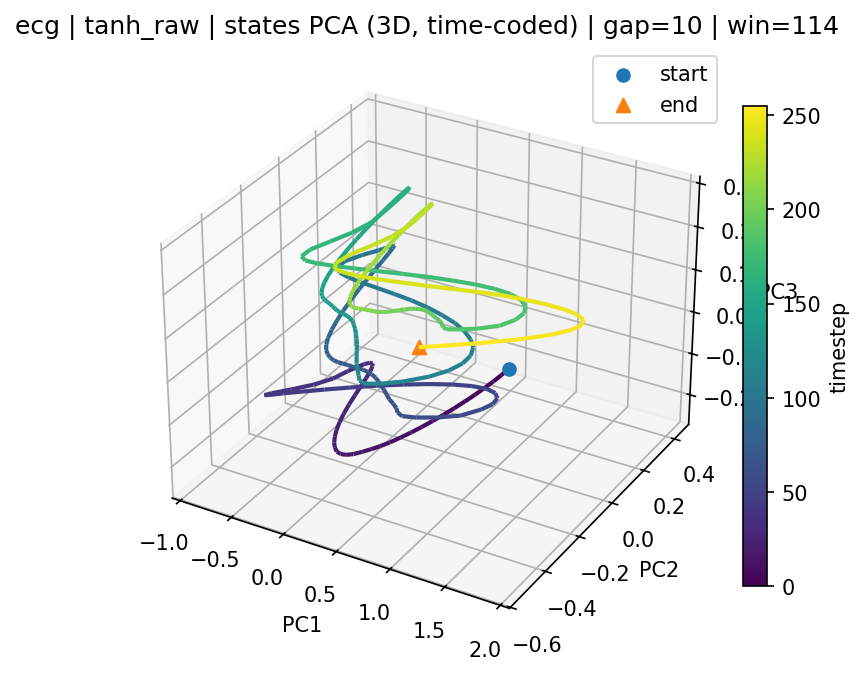 ecg | tanh_raw | states PCA (3D, time-coded) | gap=10 | win=114
start
end
250
200
150
100
50
0
timestep
PC3
0.4
0.2
0.0
−0.2
−0.4
−0.6
PC2
−1.0
−0.5
0.0
0.5
1.0
1.5
2.0
PC1